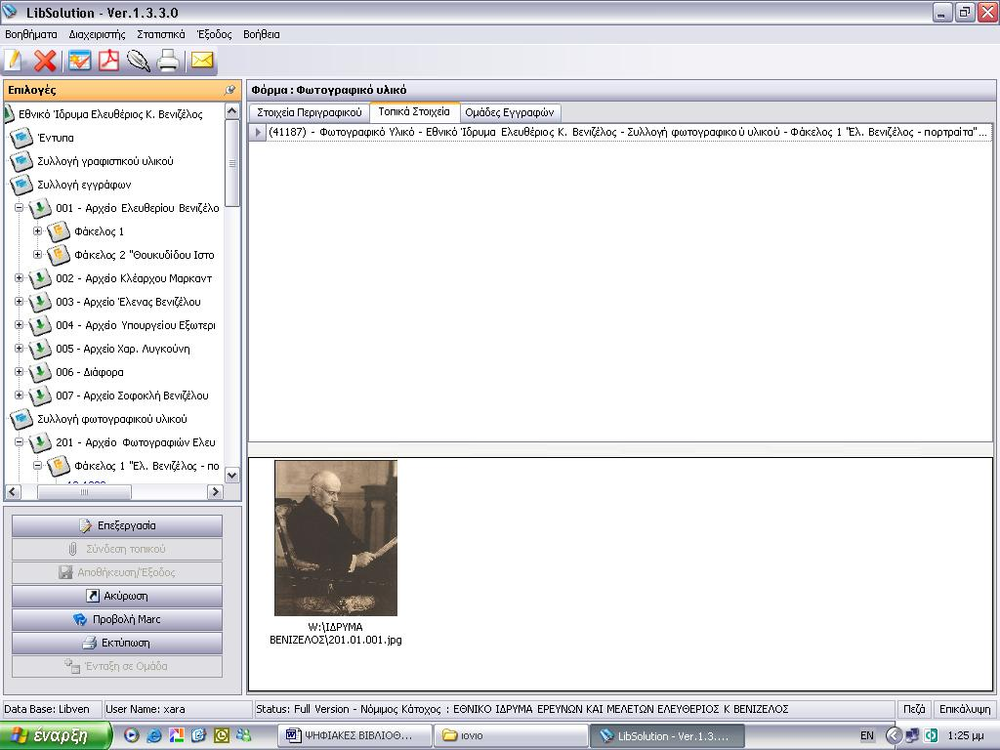 LibSolution - Ver.1.3.3.0
Βοηθήματα Διαχειριστής Στατιστικά Έξοδος Βοήθεια
Επιλογές
Εθνικό Ίδρυμα Ελευθέριος Κ. Βενιζέλος
Έντυπα
Συλλογή γραφιστικού υλικού
Συλλογή εγγράφων
001 - Αρχείο Ελευθερίου Βενιζέλο
Φάκελος 1
Φάκελος 2 "Θουκυδίδου Ιστο
002 - Αρχείο Κλέαρχου Μαρκαντ
003 - Αρχείο Έλενας Βενιζέλου
004 - Αρχείο Υπουργείου Εξωτερι
005 - Αρχείο Χαρ. Λυγκούνη
006 - Διάφορα
007 - Αρχείο Σοφοκλή Βενιζέλου
Συλλογή φωτογραφικού υλικού
201 - Αρχείο Φωτογραφιών Ελευ
Φάκελος 1 "Ελ. Βενιζέλος - πο
Επεξεργασία
Σύνδεση τοπικού
Αποθήκευση/Έξοδος
Ακύρωση
Προβολή Marc
Εκτύπωση
Ένταξη σε Ομάδα
Φόρμα : Φωτογραφικό υλικό
Στοιχεία Περιγραφικού Τοπικά Στοιχεία Ομάδες Εγγραφών
(41187) - Φωτογραφικό Υλικό - Εθνικό Ίδρυμα Ελευθέριος Κ. Βενιζέλος - Συλλογή φωτογραφικού υλικού - Φάκελος 1 "Ελ. Βενιζέλος - πορτραίτα"...
W:\ΙΔΡΥΜΑ
ΒΕΝΙΖΕΛΟΣ\201.01.001.jpg
Data Base: Libven User Name: xara Status: Full Version - Νόμιμος Κάτοχος : ΕΘΝΙΚΟ ΙΔΡΥΜΑ ΕΡΕΥΝΩΝ ΚΑΙ ΜΕΛΕΤΩΝ ΕΛΕΥΘΕΡΙΟΣ Κ ΒΕΝΙΖΕΛΟΣ Πεζά Επικάλυψη
έναρξη ΨΗΦΙΑΚΕΣ ΒΙΒΛΙΟΘ... ιονιο LibSolution - Ver.1.3.... EN 1:25 μμ